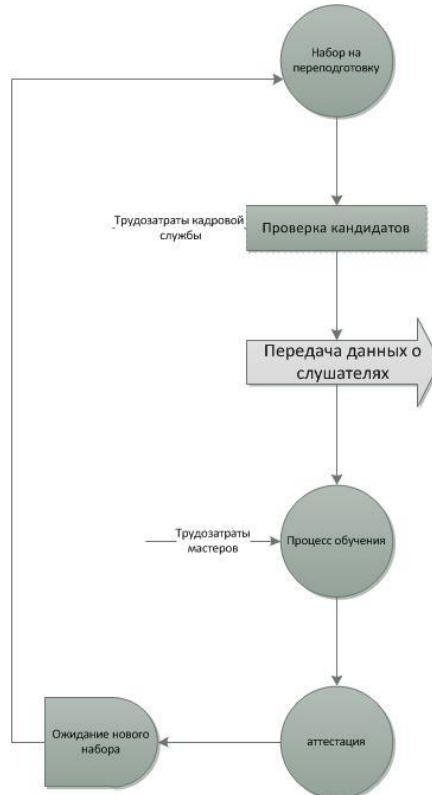 Набор на
переподготовку
Трудозатраты кадровой
службы
Проверка кандидатов
Передача данных о
слушателях
Трудозатраты
мастеров
Процесс обучения
Ожидание нового
набора
аттестация